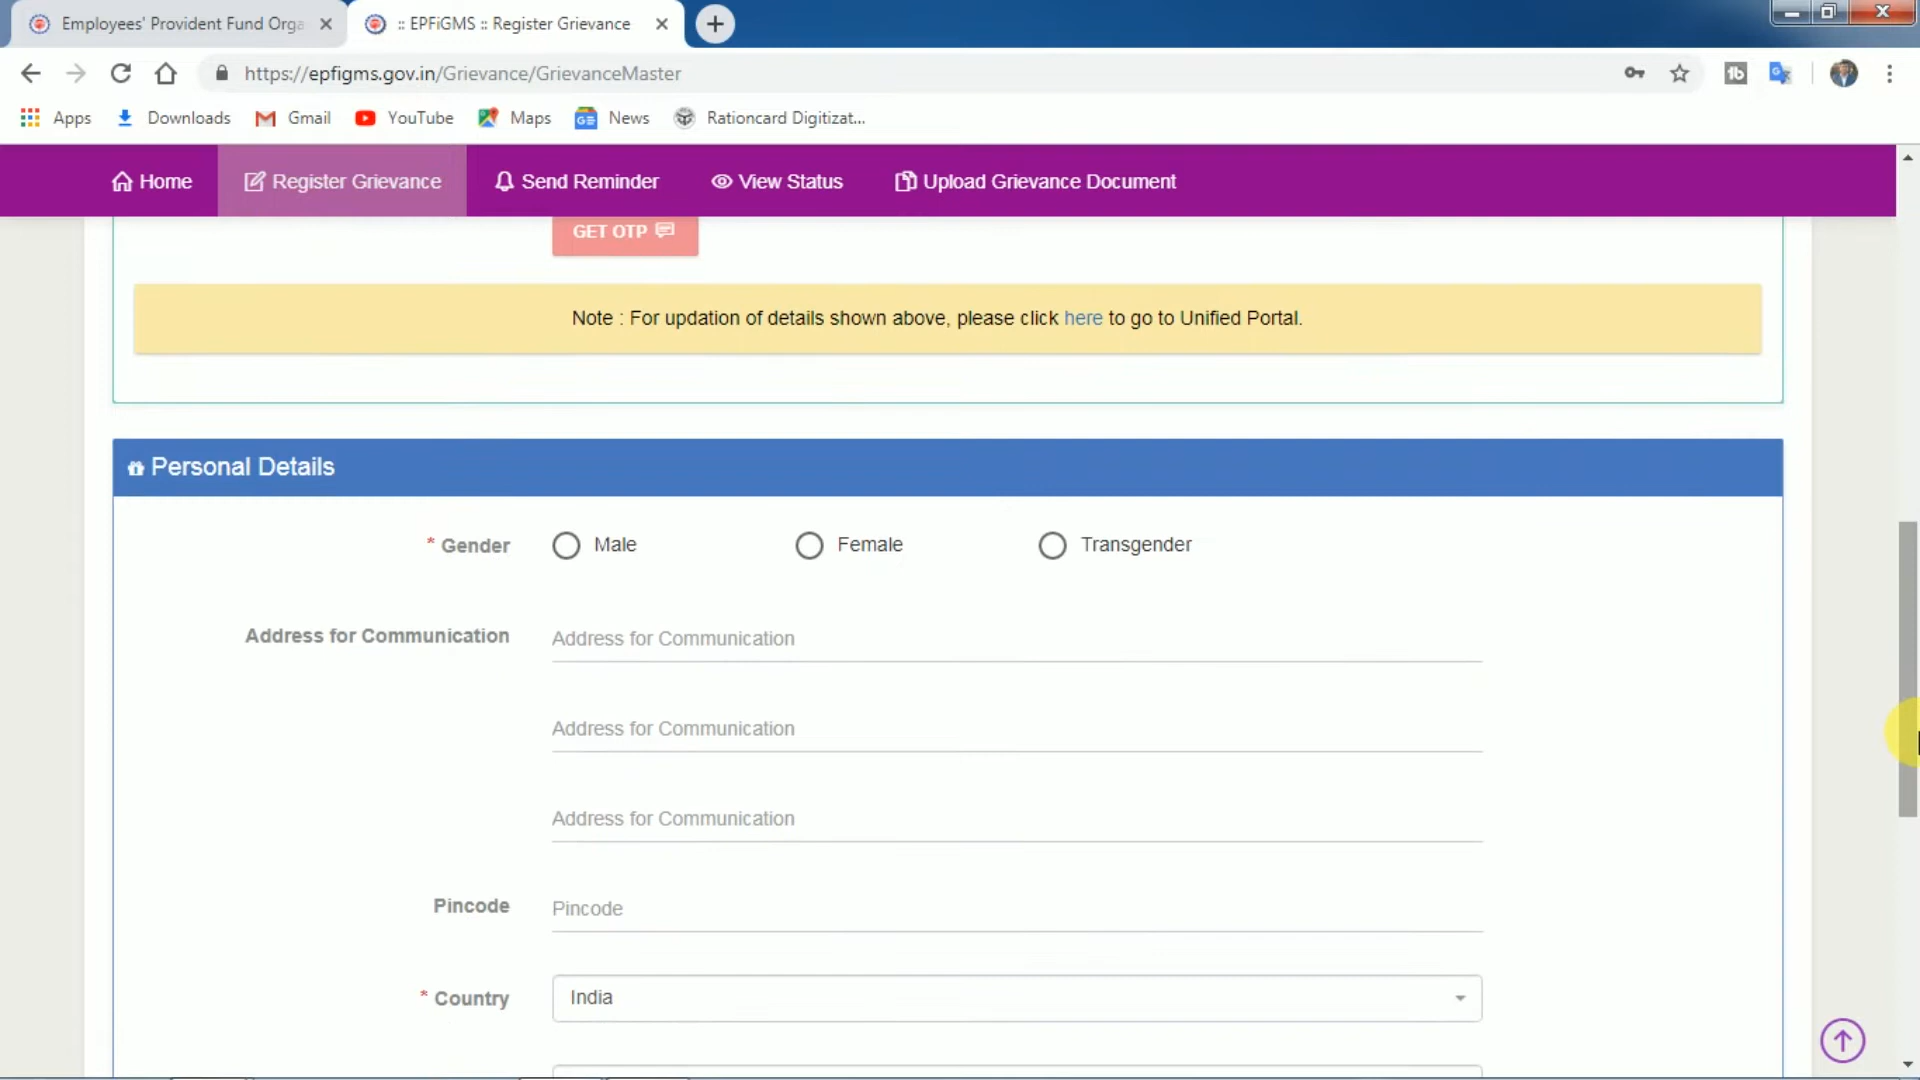 Employees' Provident Fund Orga
:: EPFiGMS :: Register Grievance
https://epfigms.gov.in/Grievance/GrievanceMaster
Apps Downloads Gmail YouTube Maps News Rationcard Digitizat...
Home Register Grievance Send Reminder View Status Upload Grievance Document
GET OTP
Note : For updation of details shown above, please click here to go to Unified Portal.
Personal Details
* Gender Male Female Transgender
Address for Communication Address for Communication
Address for Communication
Address for Communication
Pincode Pincode
* Country India